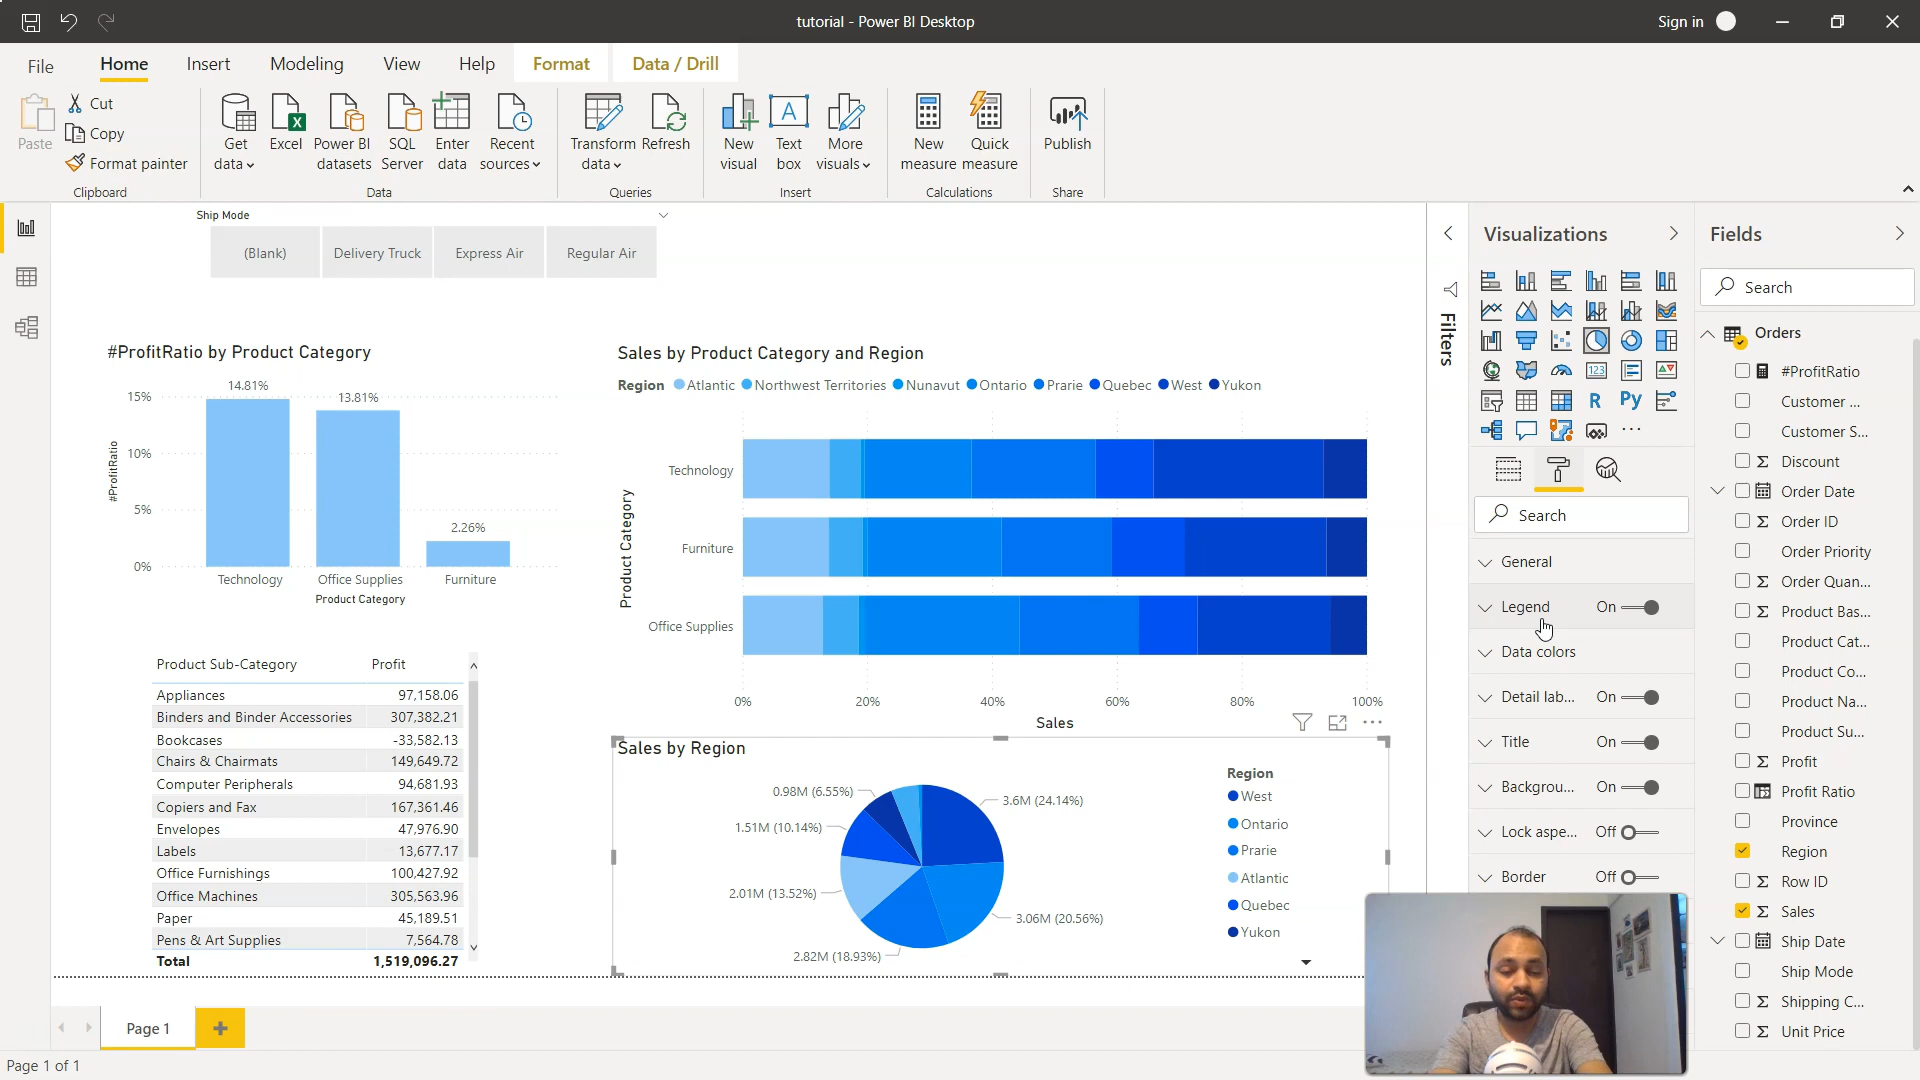 tutorial - Power BI Desktop
Sign in
File Home Insert Modeling View Help Format Data / Drill
Paste
Cut
Copy
Format painter
Clipboard
Get data
Excel
Power BI datasets
SQL Server
Enter data
Recent sources
Data
Transform data
Refresh
Queries
New visual
Text box
More visuals
Insert
New measure
Quick measure
Calculations
Publish
Share
Ship Mode
(Blank) Delivery Truck Express Air Regular Air
#ProfitRatio by Product Category
15%
10%
5%
0%
#ProfitRatio
14.81%
13.81%
2.26%
Technology Office Supplies Furniture
Product Category
Product Sub-Category Profit
Appliances 97,158.06
Binders and Binder Accessories 307,382.21
Bookcases -33,582.13
Chairs & Chairmats 149,649.72
Computer Peripherals 94,681.93
Copiers and Fax 167,361.46
Envelopes 47,976.90
Labels 13,677.17
Office Furnishings 100,427.92
Office Machines 305,563.96
Paper 45,189.51
Pens & Art Supplies 7,564.78
Total 1,519,096.27
Sales by Product Category and Region
Region Atlantic Northwest Territories Nunavut Ontario Prarie Quebec West Yukon
Product Category
Technology
Furniture
Office Supplies
0% 20% 40% 60% 80% 100%
Sales
Sales by Region
0.98M (6.55%)
3.6M (24.14%)
1.51M (10.14%)
2.01M (13.52%)
3.06M (20.56%)
2.82M (18.93%)
Region
West
Ontario
Prarie
Atlantic
Quebec
Yukon
Filters
Visualizations
R Py
123
Search
General
Legend On
Data colors
Detail lab... On
Title On
Backgrou... On
Lock aspe... Off
Border Off
Fields
Search
Orders
#ProfitRatio
Customer ...
Customer S...
Discount
Order Date
Order ID
Order Priority
Order Quan...
Product Bas...
Product Cat...
Product Co...
Product Na...
Product Su...
Profit
Profit Ratio
Province
Region
Row ID
Sales
Ship Date
Ship Mode
Shipping C...
Unit Price
Page 1
Page 1 of 1